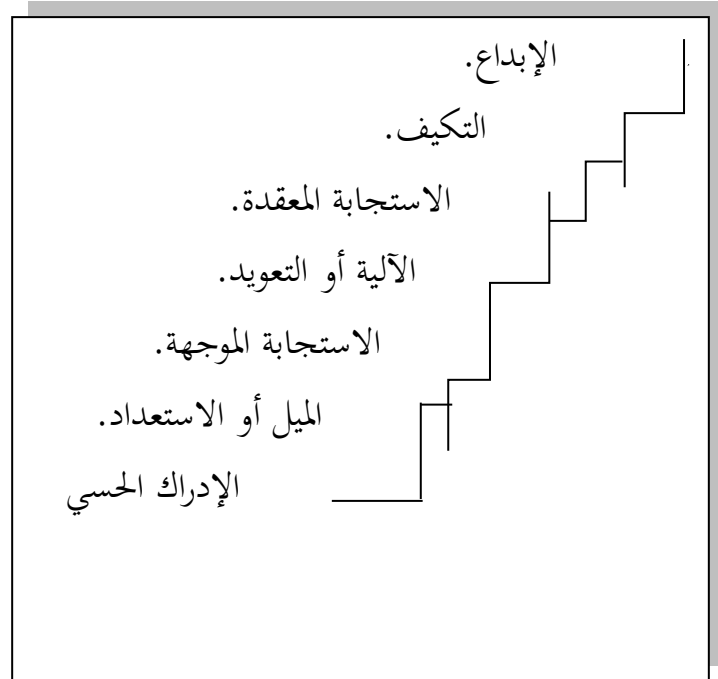 الإبداع.
التكيف.
الاستجابة المعقدة.
الآلية أو التعويد.
الاستجابة الموجهة.
الميل أو الاستعداد.
الإدراك الحسي